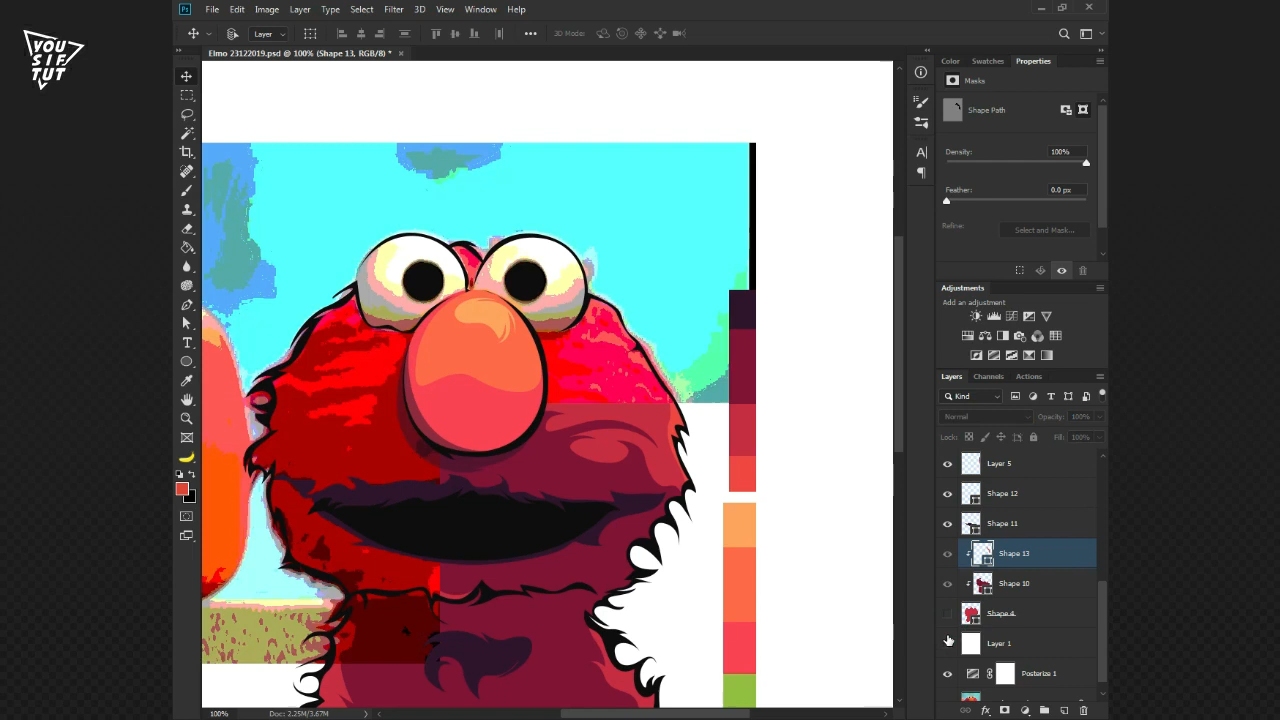 YOU
SIF
TUT
Ps File Edit Image Layer Type Select Filter 3D View Window Help
Layer 3D Mode:
Elmo 23122019.psd @ 100% (Shape 13, RGB/8) * ×
Color Swatches Properties
Masks
Shape Path
Density: 100%
Feather: 0.0 px
Refine: Select and Mask...
Adjustments
Add an adjustment
Layers Channels Actions
Kind
Normal Opacity: 100%
Lock: Fill: 100%
Layer 5
Shape 12
Shape 11
Shape 13
Shape 10
Shape 4
Layer 1
Posterize 1
100% Doc: 2.25M/3.67M